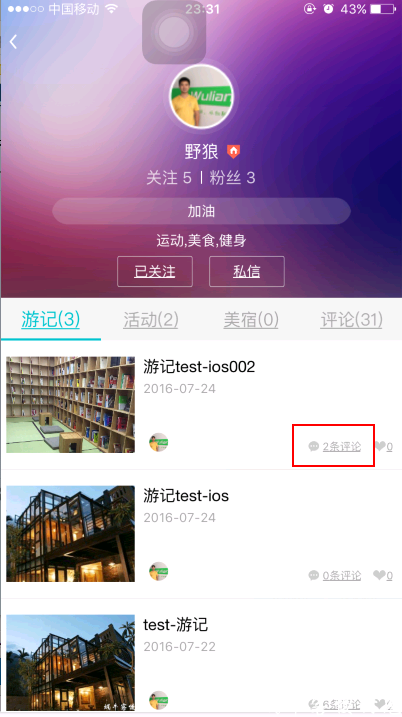 中国移动 23:31 43%
Wulian
野狼
关注 5 | 粉丝 3
加油
运动,美食,健身
已关注 私信
游记(3) 活动(2) 美宿(0) 评论(31)
游记test-ios002
2016-07-24
2条评论 0
游记test-ios
2016-07-24
0条评论 0
test-游记
2016-07-22